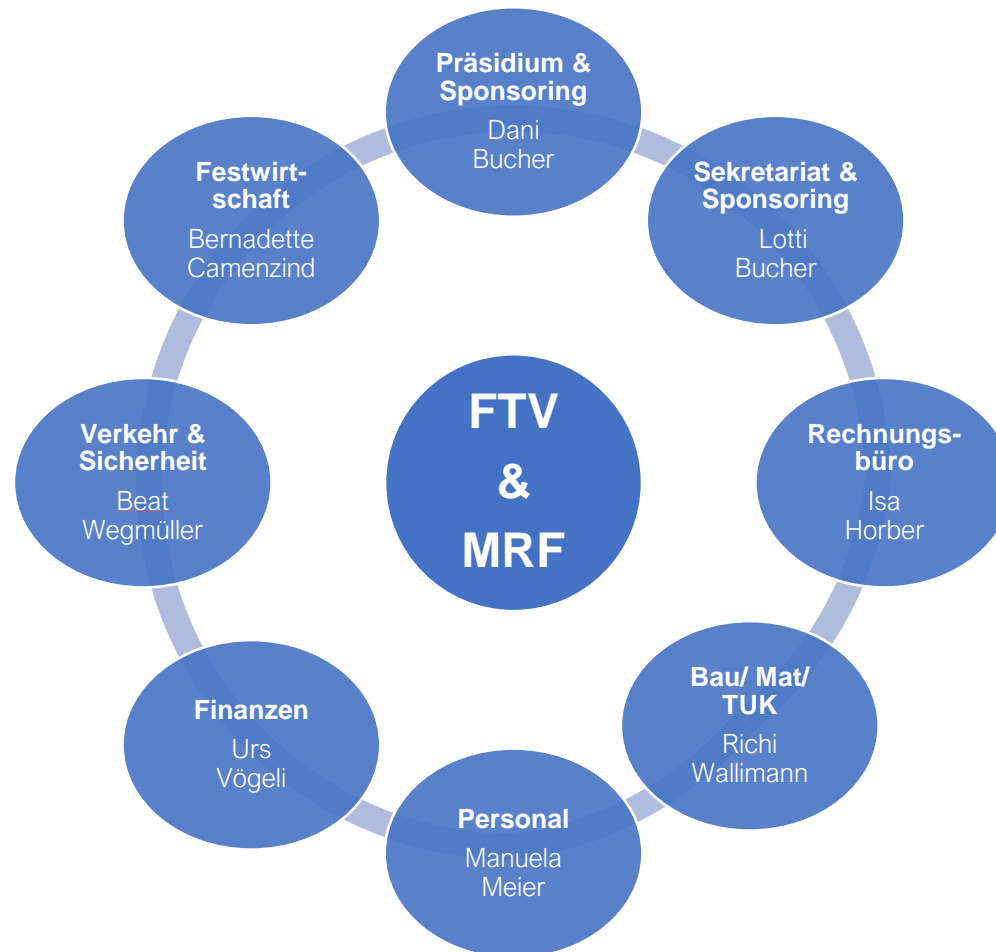 Präsidium &
Sponsoring
Dani
Bucher
Sekretariat &
Sponsoring
Lotti
Bucher
Rechnungs-
büro
Isa
Horber
Bau/ Mat/
TUK
Richi
Wallimann
Personal
Manuela
Meier
Finanzen
Urs
Vögeli
Verkehr &
Sicherheit
Beat
Wegmüller
Festwirt-
schaft
Bernadette
Camenzind
FTV
&
MRF